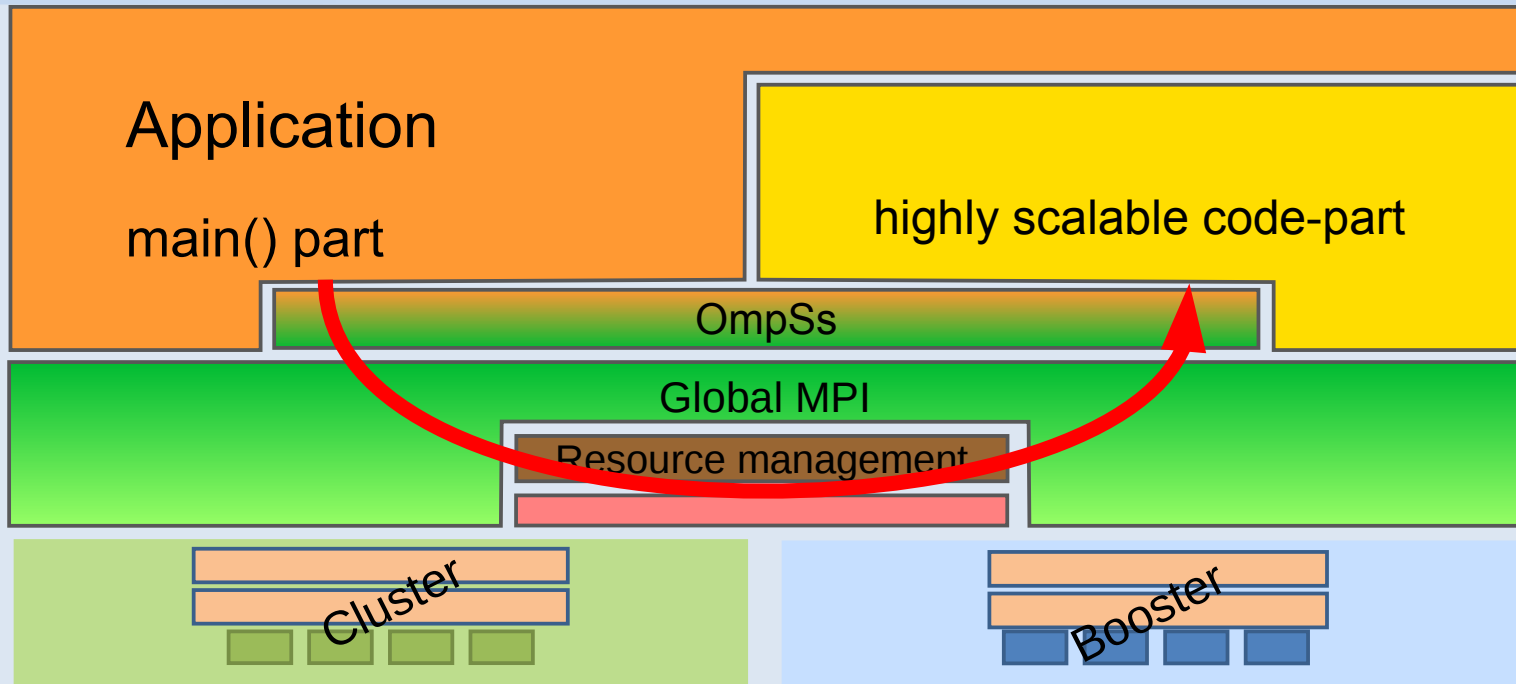 Application
main() part
highly scalable code-part
OmpSs
Global MPI
Resource management
Cluster
Booster